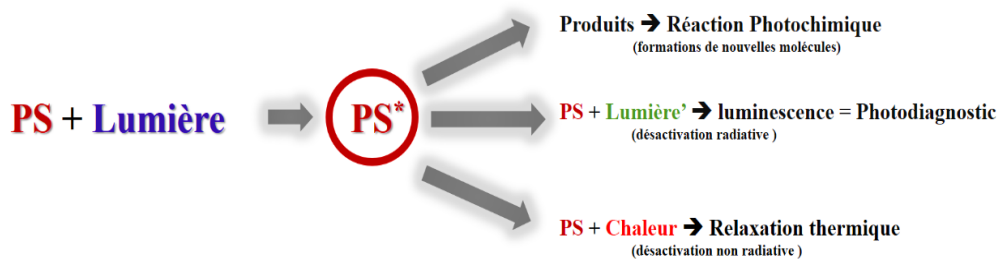 PS + Lumière
PS*
Produits ➔ Réaction Photochimique
(formations de nouvelles molécules)
PS + Lumière’ ➔ luminescence = Photodiagnostic
(désactivation radiative )
PS + Chaleur ➔ Relaxation thermique
(désactivation non radiative )